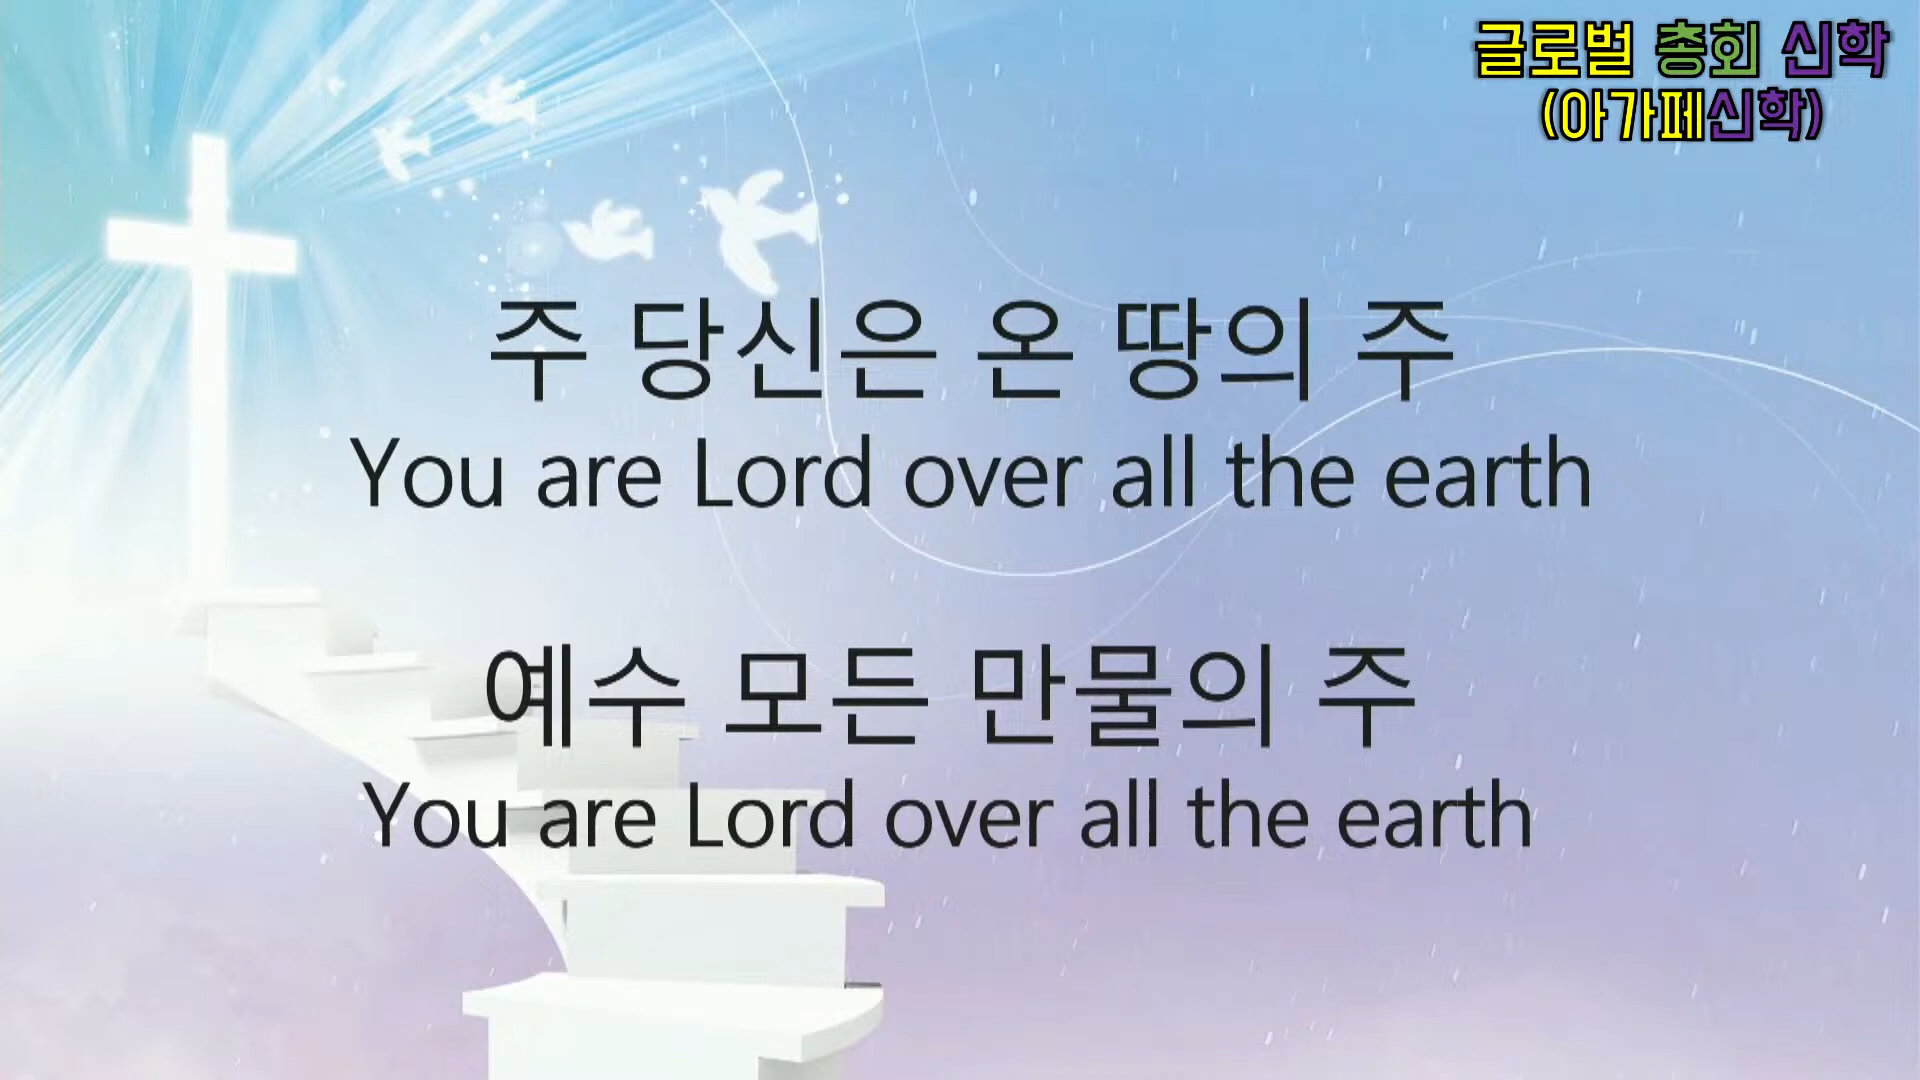 글로벌 총회 신학
(아가페신학)
주 당신은 온 땅의 주
You are Lord over all the earth
예수 모든 만물의 주
You are Lord over all the earth